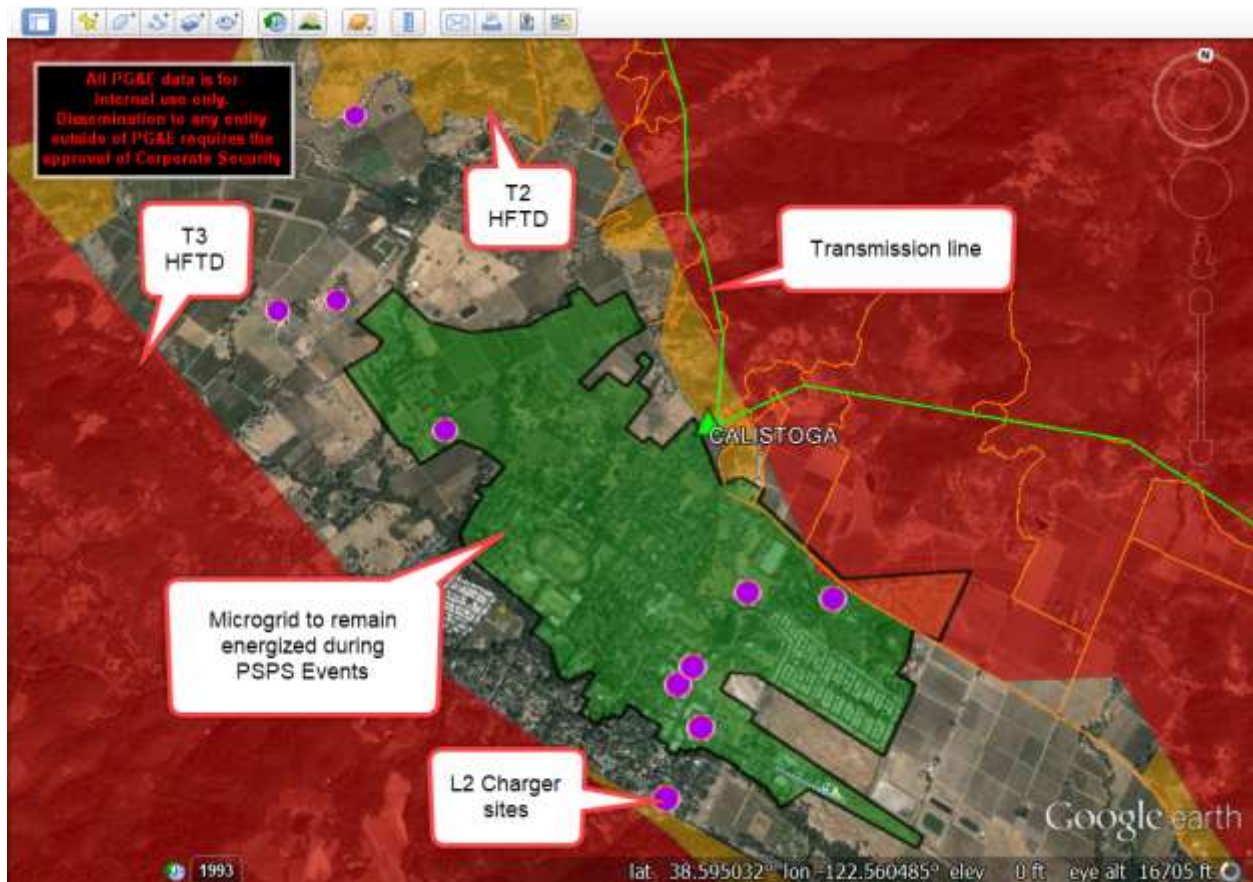 All PG&E data is for
internal use only.
Dissemination to any entity
outside of PG&E requires the
approval of Corporate Security
N
T2
HFTD
T3
HFTD
Transmission line
CALISTOGA
Microgrid to remain
energized during
PSPS Events
L2 Charger
sites
Google earth
1993
lat 38.595032° lon -122.560485° elev 0 ft eye alt 16705 ft